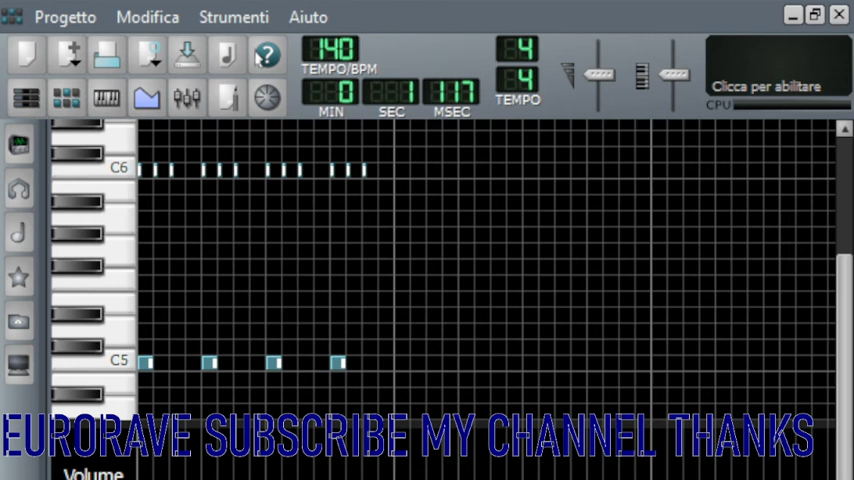 Progetto Modifica Strumenti Aiuto
140
TEMPO/BPM
4
4
TEMPO
0 1 117
MIN SEC MSEC
Clicca per abilitare
CPU
C6
C5
EURORAVE SUBSCRIBE MY CHANNEL THANKS
Volume